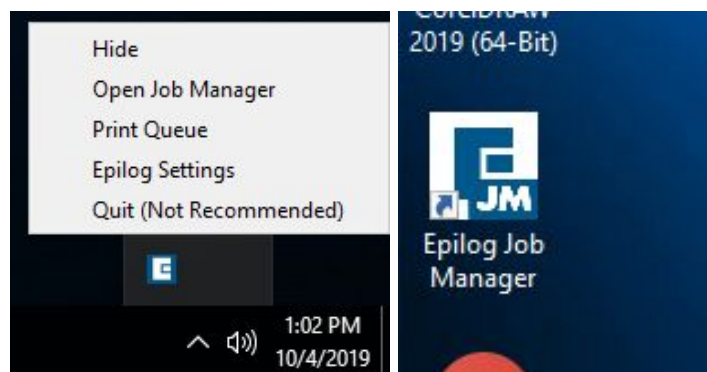 Hide
Open Job Manager
Print Queue
Epilog Settings
Quit (Not Recommended)
1:02 PM
10/4/2019
CorelDRAW
2019 (64-Bit)
JM
Epilog Job
Manager